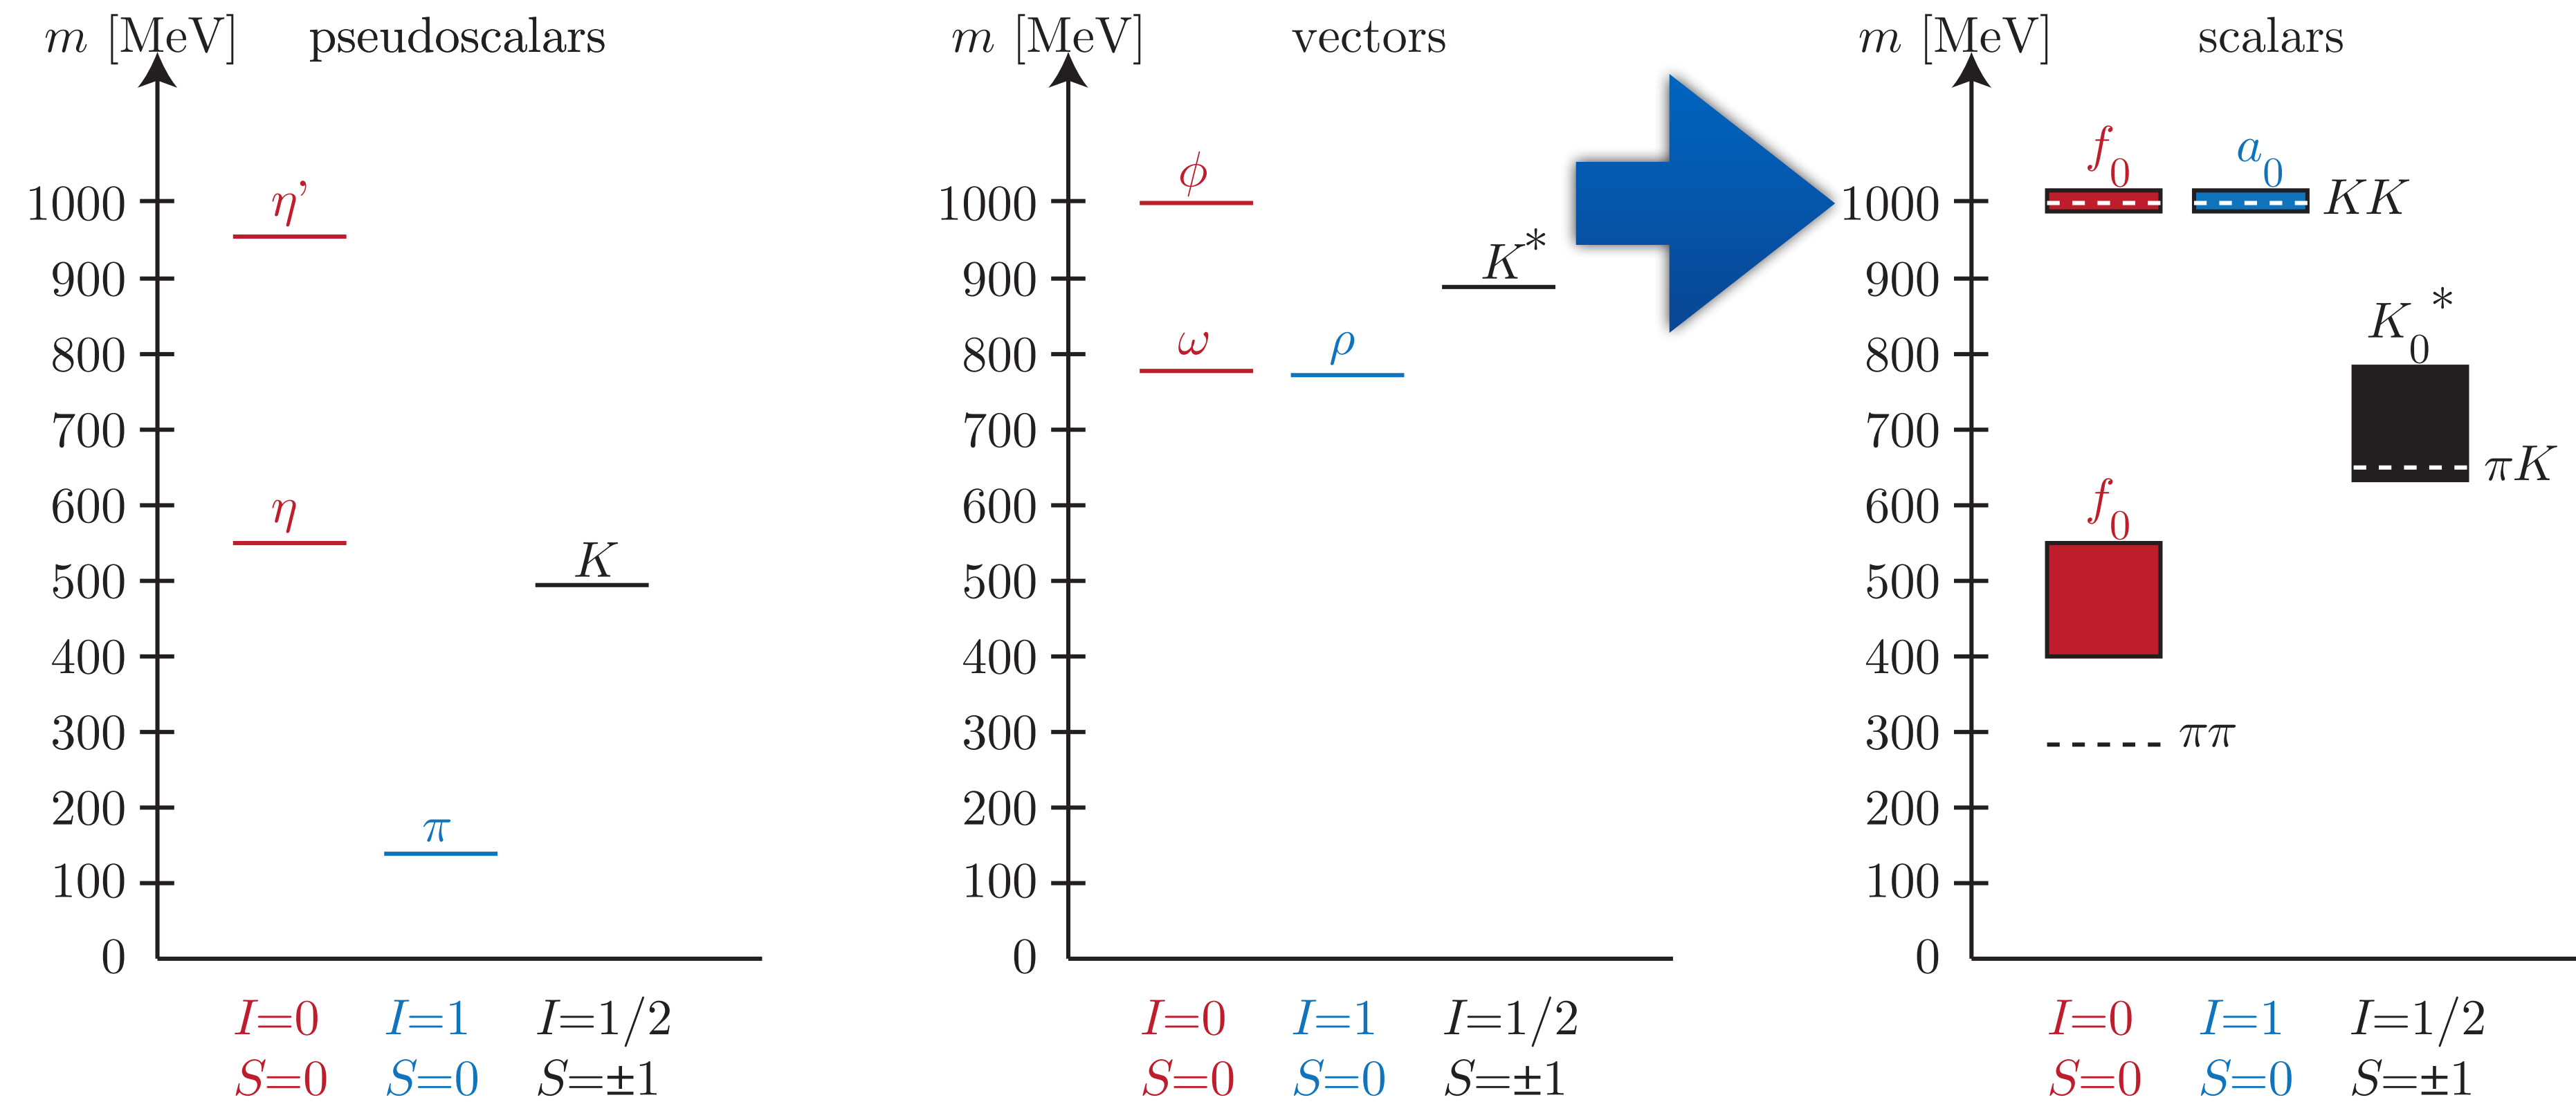 m [MeV] pseudoscalars
η'
1000
900
800
700
η
600
K
500
400
300
200
π
100
0
I=0 I=1 I=1/2
S=0 S=0 S=±1
m [MeV] vectors
ϕ
1000
K*
900
ω ρ
800
700
600
500
400
300
200
100
0
I=0 I=1 I=1/2
S=0 S=0 S=±1
m [MeV] scalars
f₀ a₀
1000 KK
900
K₀*
800
700
πK
f₀
600
500
400
300 ππ
200
100
0
I=0 I=1 I=1/2
S=0 S=0 S=±1